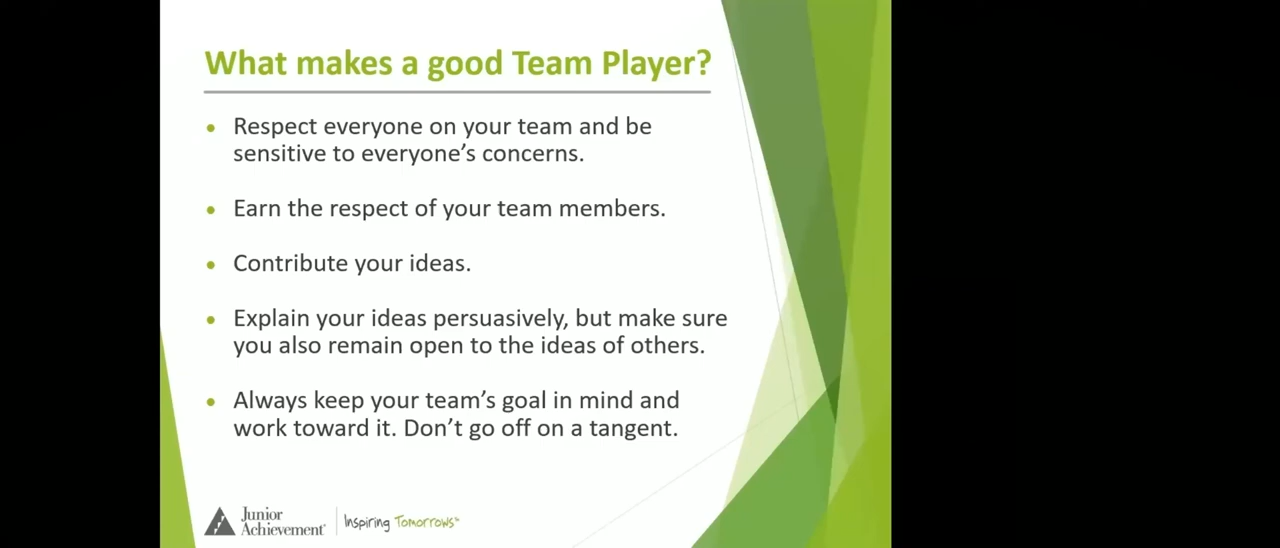 What makes a good Team Player?
• Respect everyone on your team and be
sensitive to everyone’s concerns.
• Earn the respect of your team members.
• Contribute your ideas.
• Explain your ideas persuasively, but make sure
you also remain open to the ideas of others.
• Always keep your team’s goal in mind and
work toward it. Don’t go off on a tangent.
Junior
Achievement
Inspiring Tomorrows™